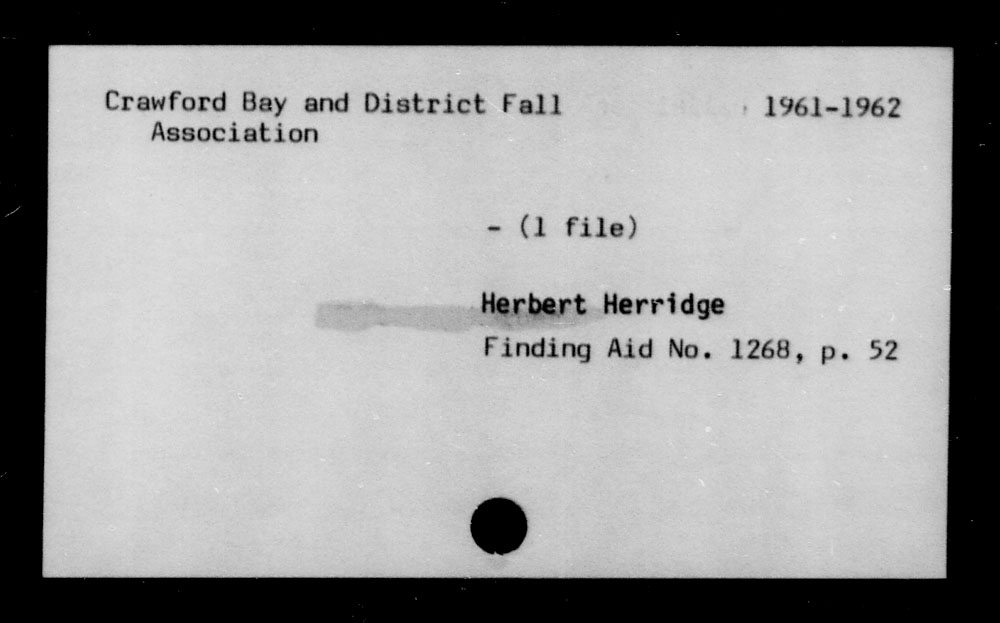 Crawford Bay and District Fall 1961-1962
Association
- (1 file)
Herbert Herridge
Finding Aid No. 1268, p. 52